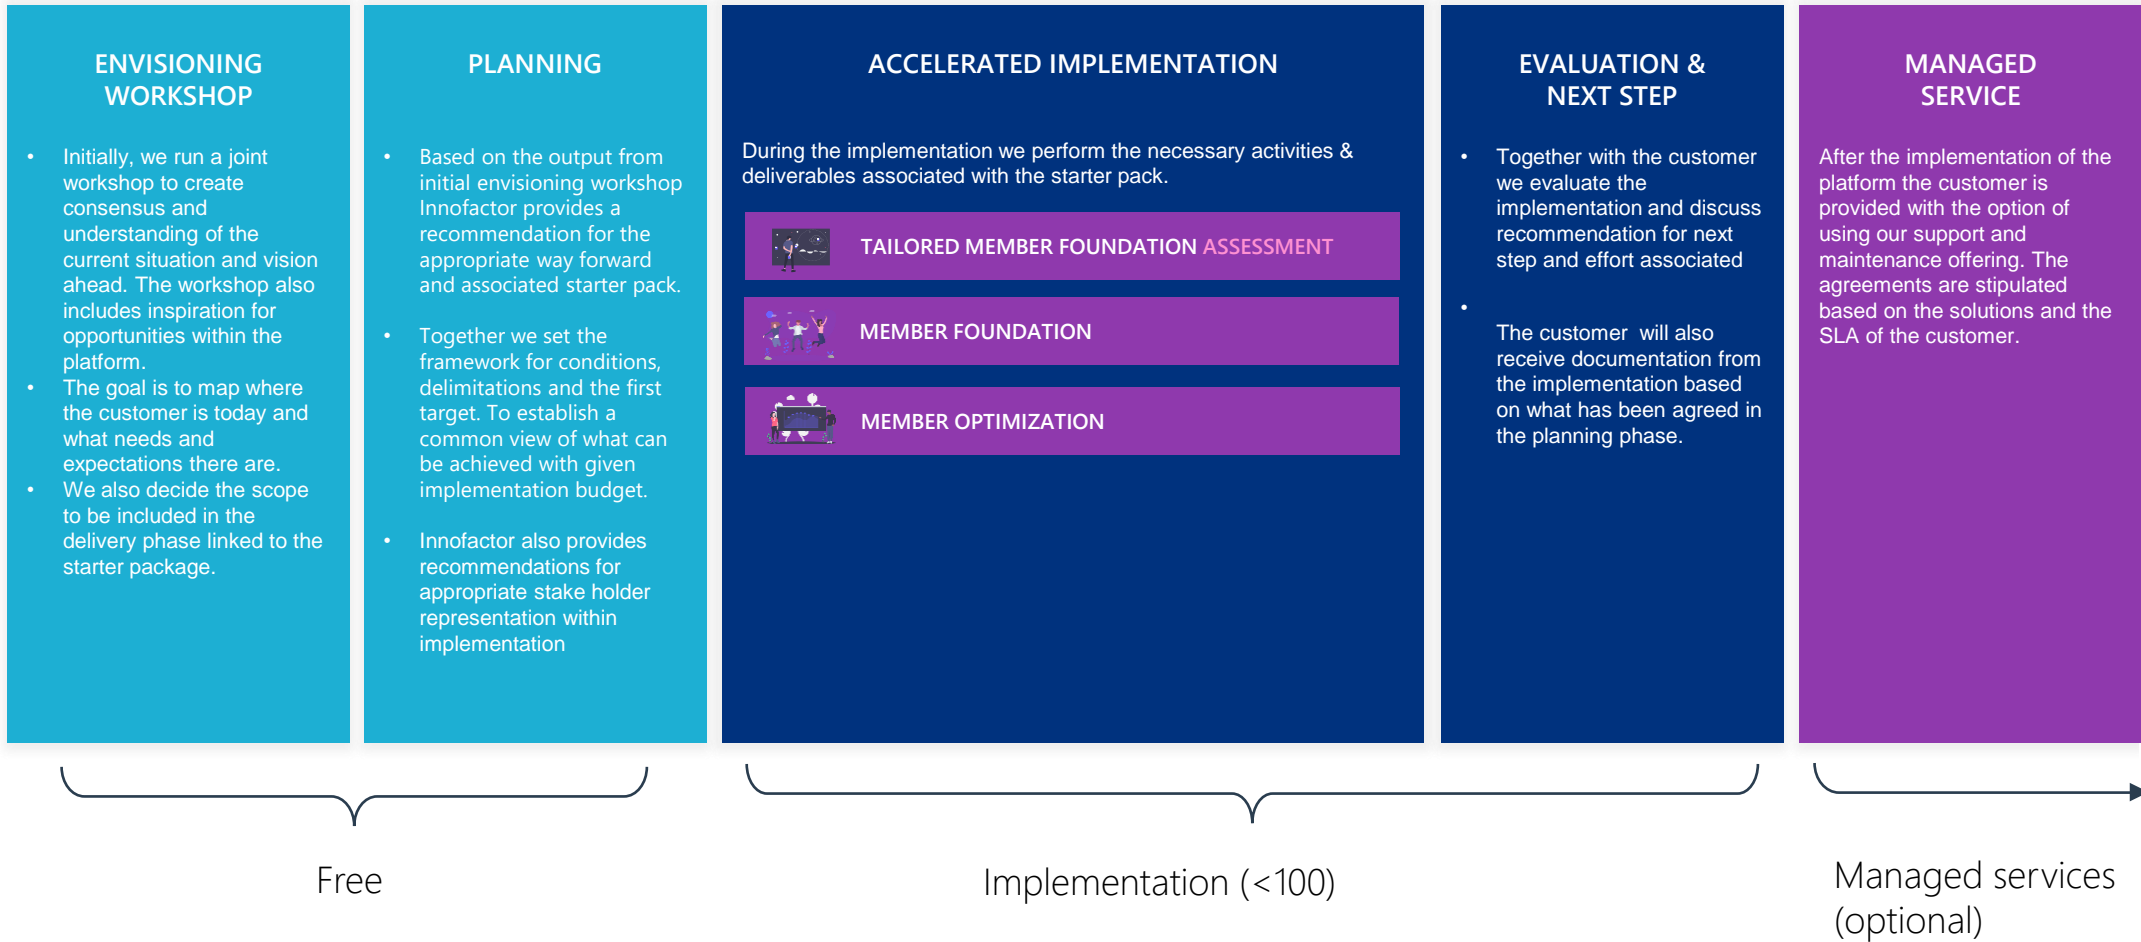 ENVISIONING
WORKSHOP
• Initially, we run a joint
workshop to create
consensus and
understanding of the
current situation and vision
ahead. The workshop also
includes inspiration for
opportunities within the
platform.
• The goal is to map where
the customer is today and
what needs and
expectations there are.
• We also decide the scope
to be included in the
delivery phase linked to the
starter package.
PLANNING
• Based on the output from
initial envisioning workshop
Innofactor provides a
recommendation for the
appropriate way forward
and associated starter pack.
• Together we set the
framework for conditions,
delimitations and the first
target. To establish a
common view of what can
be achieved with given
implementation budget.
• Innofactor also provides
recommendations for
appropriate stake holder
representation within
implementation
ACCELERATED IMPLEMENTATION
During the implementation we perform the necessary activities &
deliverables associated with the starter pack.
TAILORED MEMBER FOUNDATION ASSESSMENT
MEMBER FOUNDATION
MEMBER OPTIMIZATION
EVALUATION &
NEXT STEP
• Together with the customer
we evaluate the
implementation and discuss
recommendation for next
step and effort associated
•
The customer  will also
receive documentation from
the implementation based
on what has been agreed in
the planning phase.
MANAGED
SERVICE
After the implementation of the
platform the customer is
provided with the option of
using our support and
maintenance offering. The
agreements are stipulated
based on the solutions and the
SLA of the customer.
Free
Implementation (<100)
Managed services
(optional)